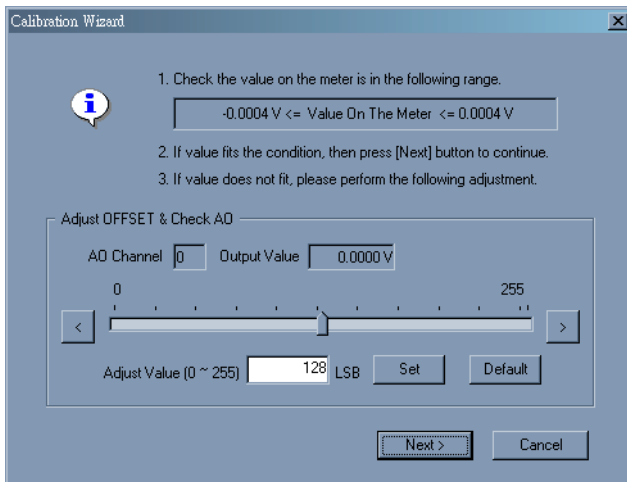 Calibration Wizard
1. Check the value on the meter is in the following range.
-0.0004 V <= Value On The Meter <= 0.0004 V
2. If value fits the condition, then press [Next] button to continue.
3. If value does not fit, please perform the following adjustment.
Adjust OFFSET & Check AO
AO Channel 0 Output Value 0.0000 V
0 255
< >
Adjust Value (0 ~ 255) 128 LSB Set Default
Next > Cancel